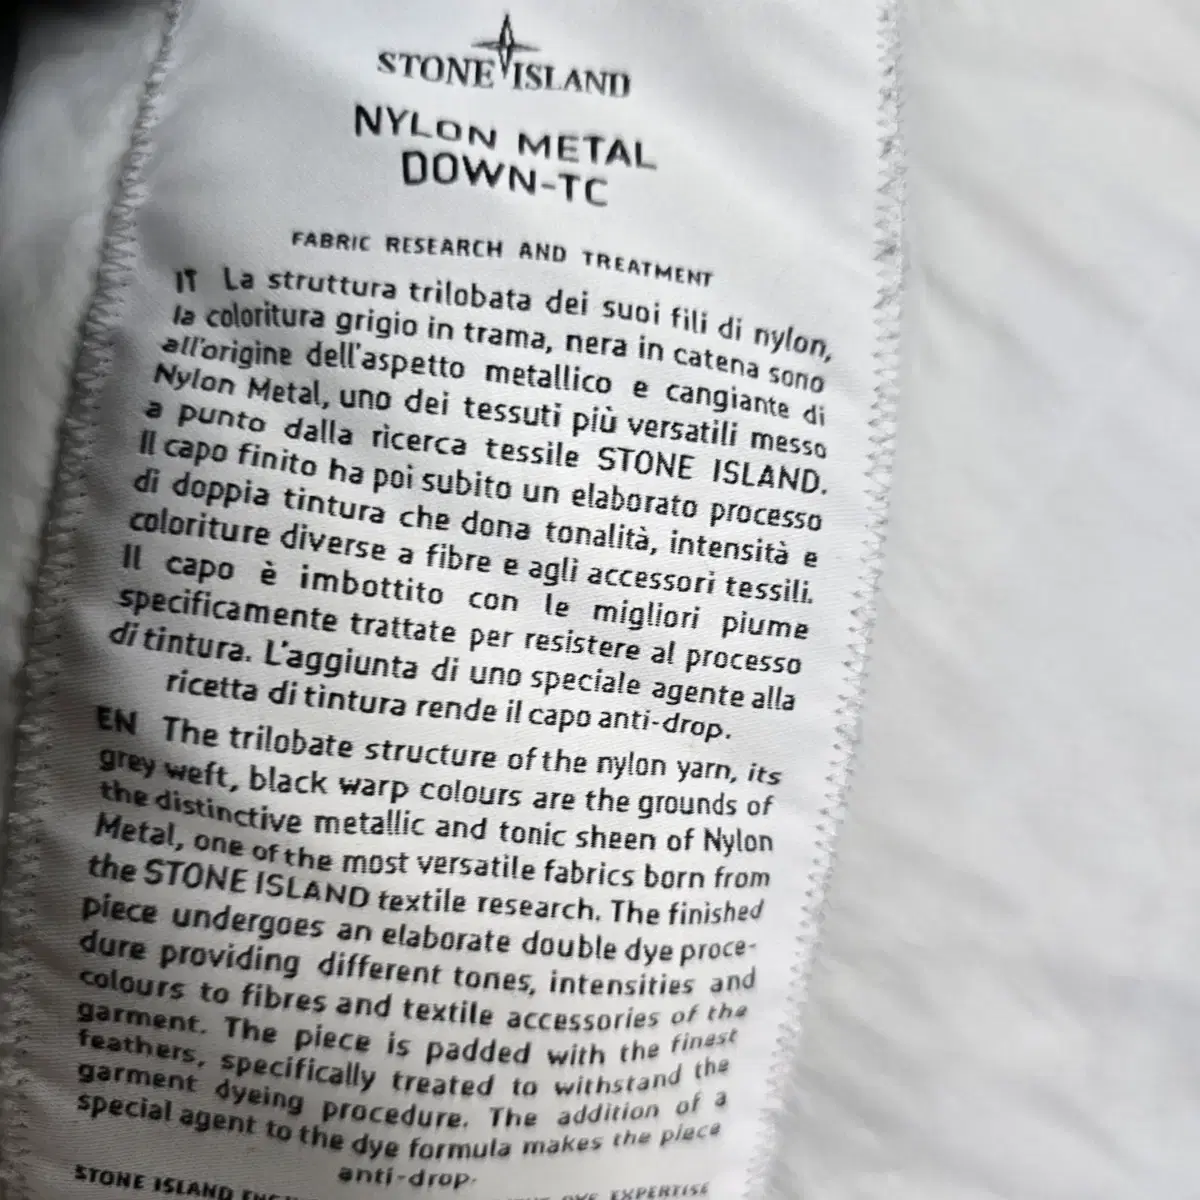 STONE ISLAND
NYLON METAL
DOWN-TC
FABRIC RESEARCH AND TREATMENT
IT La struttura trilobata dei suoi fili di nylon,
la coloritura grigio in trama, nera in catena sono
all'origine dell'aspetto metallico e cangiante di
Nylon Metal, uno dei tessuti più versatili messo
a punto dalla ricerca tessile STONE ISLAND.
Il capo finito ha poi subito un elaborato processo
di doppia tintura che dona tonalità, intensità e
coloriture diverse a fibre e agli accessori tessili.
Il capo è imbottito con le migliori piume
specificamente trattate per resistere al processo
di tintura. L'aggiunta di uno speciale agente alla
ricetta di tintura rende il capo anti-drop.
EN The trilobate structure of the nylon yarn, its
grey weft, black warp colours are the grounds of
the distinctive metallic and tonic sheen of Nylon
Metal, one of the most versatile fabrics born from
the STONE ISLAND textile research. The finished
piece undergoes an elaborate double dye proce-
dure providing different tones, intensities and
colours to fibres and textile accessories of the
garment. The piece is padded with the finest
feathers, specifically treated to withstand the
garment dyeing procedure. The addition of a
special agent to the dye formula makes the piece
anti-drop.
STONE ISLAND EXPERTISE